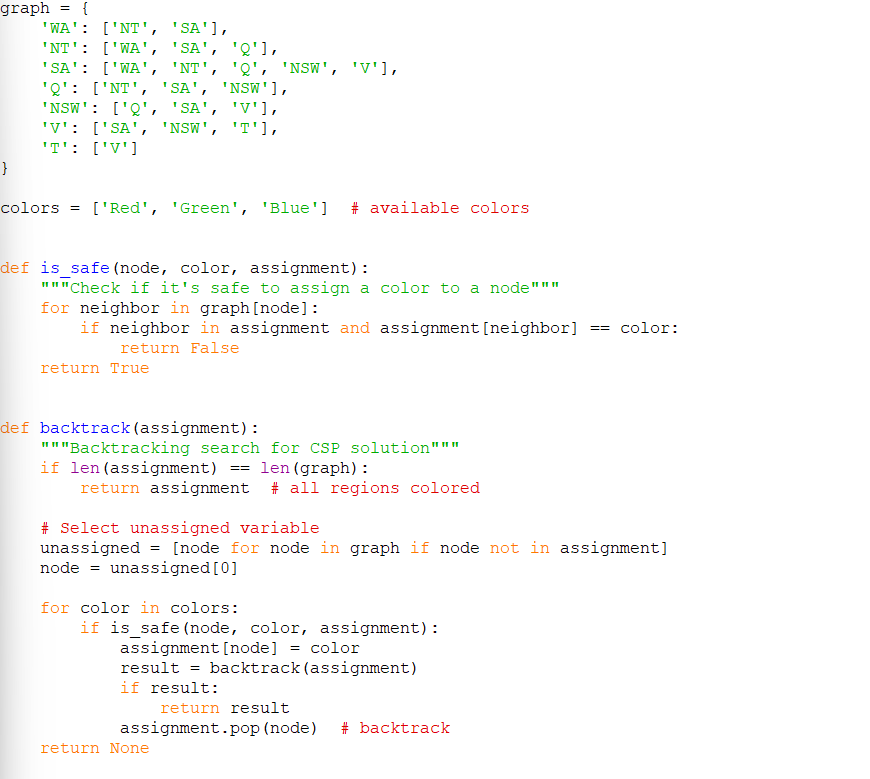 graph = {
    'WA': ['NT', 'SA'],
    'NT': ['WA', 'SA', 'Q'],
    'SA': ['WA', 'NT', 'Q', 'NSW', 'V'],
    'Q': ['NT', 'SA', 'NSW'],
    'NSW': ['Q', 'SA', 'V'],
    'V': ['SA', 'NSW', 'T'],
    'T': ['V']
}

colors = ['Red', 'Green', 'Blue']  # available colors


def is_safe(node, color, assignment):
    """Check if it's safe to assign a color to a node"""
    for neighbor in graph[node]:
        if neighbor in assignment and assignment[neighbor] == color:
            return False
    return True


def backtrack(assignment):
    """Backtracking search for CSP solution"""
    if len(assignment) == len(graph):
        return assignment  # all regions colored

    # Select unassigned variable
    unassigned = [node for node in graph if node not in assignment]
    node = unassigned[0]

    for color in colors:
        if is_safe(node, color, assignment):
            assignment[node] = color
            result = backtrack(assignment)
            if result:
                return result
            assignment.pop(node)  # backtrack
    return None